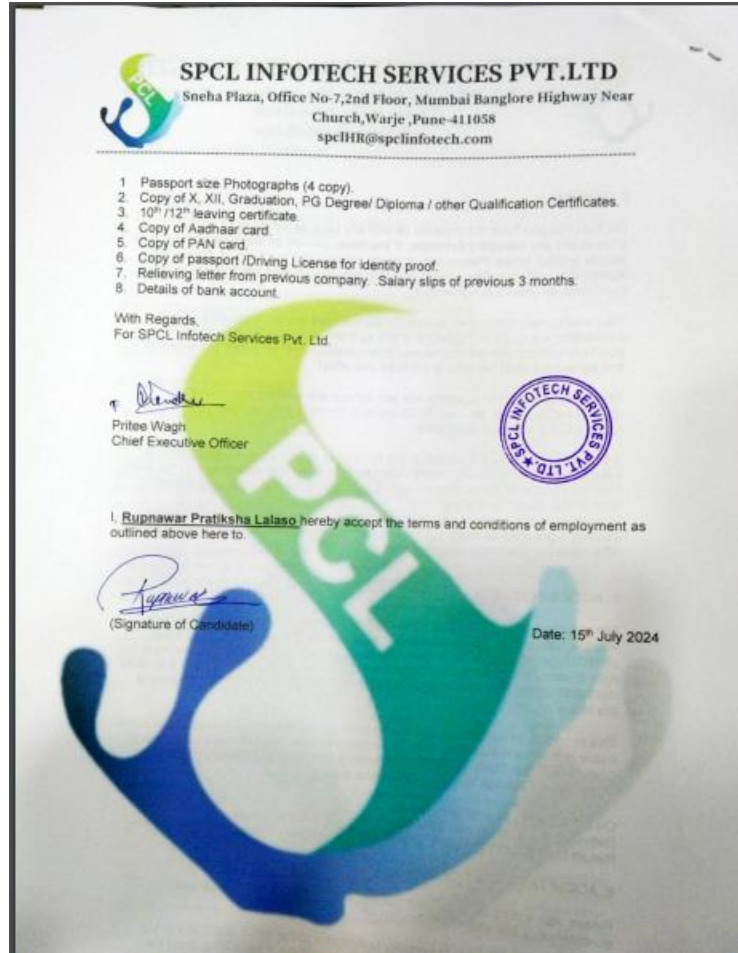 SPCL INFOTECH SERVICES PVT.LTD
Sneha Plaza, Office No-7,2nd Floor, Mumbai Banglore Highway Near
Church,Warje ,Pune-411058
spclHR@spclinfotech.com
PCL
1 Passport size Photographs (4 copy).
2. Copy of X, XII, Graduation, PG Degree/ Diploma / other Qualification Certificates.
3. 10th /12th leaving certificate.
4. Copy of Aadhaar card.
5. Copy of PAN card.
6. Copy of passport /Driving License for identity proof.
7. Relieving letter from previous company. .Salary slips of previous 3 months.
8. Details of bank account.
With Regards,
For SPCL Infotech Services Pvt. Ltd.
Pritee Wagh
Chief Executive Officer
SPCL INFOTECH SERVICES PVT. LTD.
PCL
I, Rupnawar Pratiksha Lalaso hereby accept the terms and conditions of employment as
outlined above here to.
Rupnawar
(Signature of Candidate)
Date: 15th July 2024